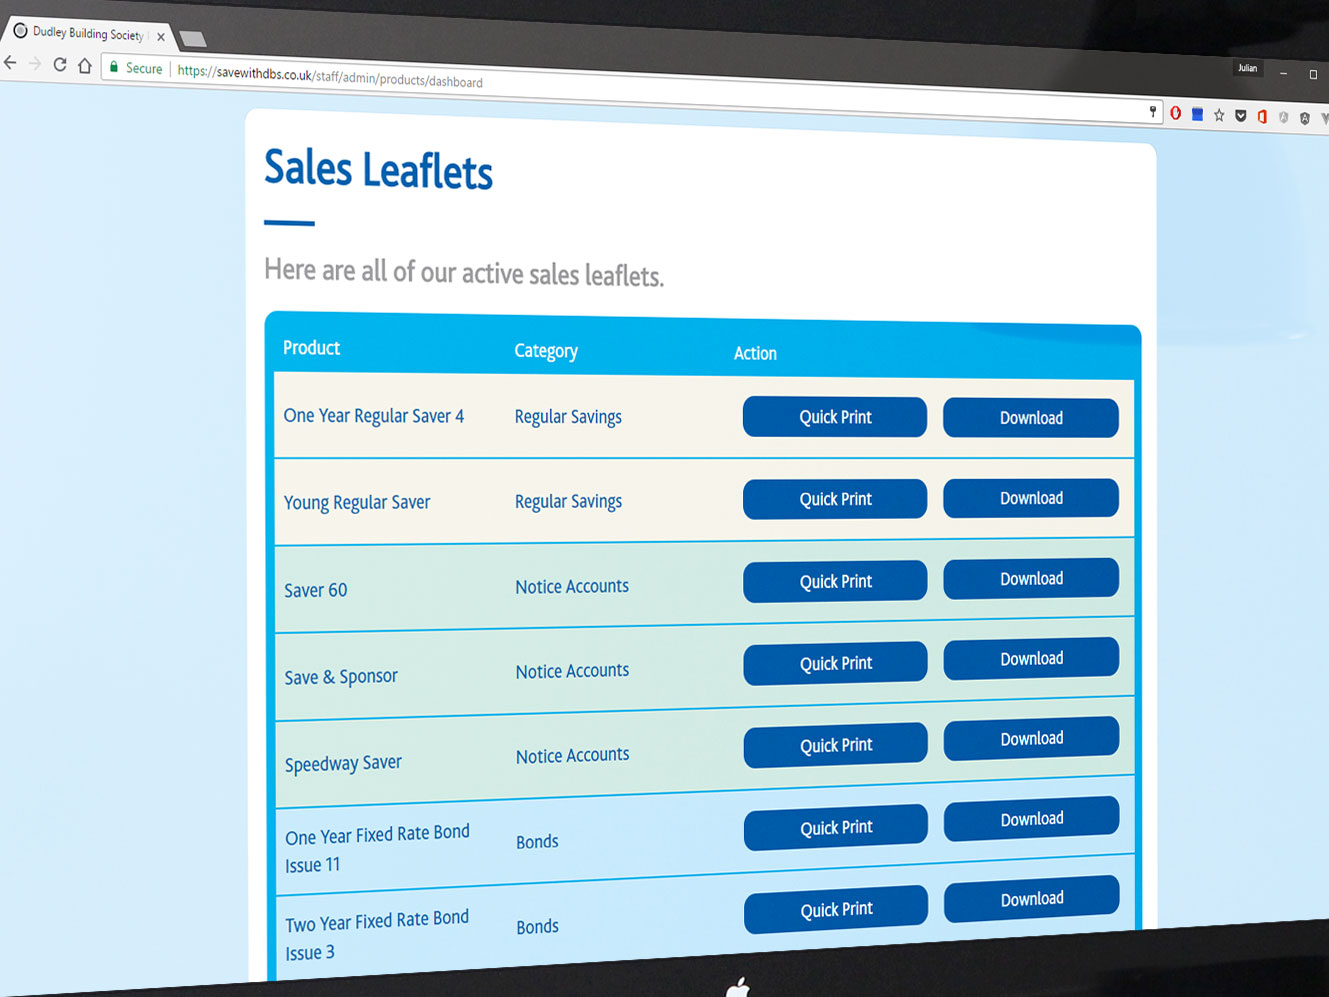 Dudley Building Society
Julian
Secure https://savewithdbs.co.uk/staff/admin/products/dashboard
Sales Leaflets
Here are all of our active sales leaflets.
Product Category Action
One Year Regular Saver 4 Regular Savings Quick Print Download
Young Regular Saver Regular Savings Quick Print Download
Saver 60 Notice Accounts Quick Print Download
Save & Sponsor Notice Accounts Quick Print Download
Speedway Saver Notice Accounts Quick Print Download
One Year Fixed Rate Bond
Issue 11 Bonds Quick Print Download
Two Year Fixed Rate Bond
Issue 3 Bonds Quick Print Download